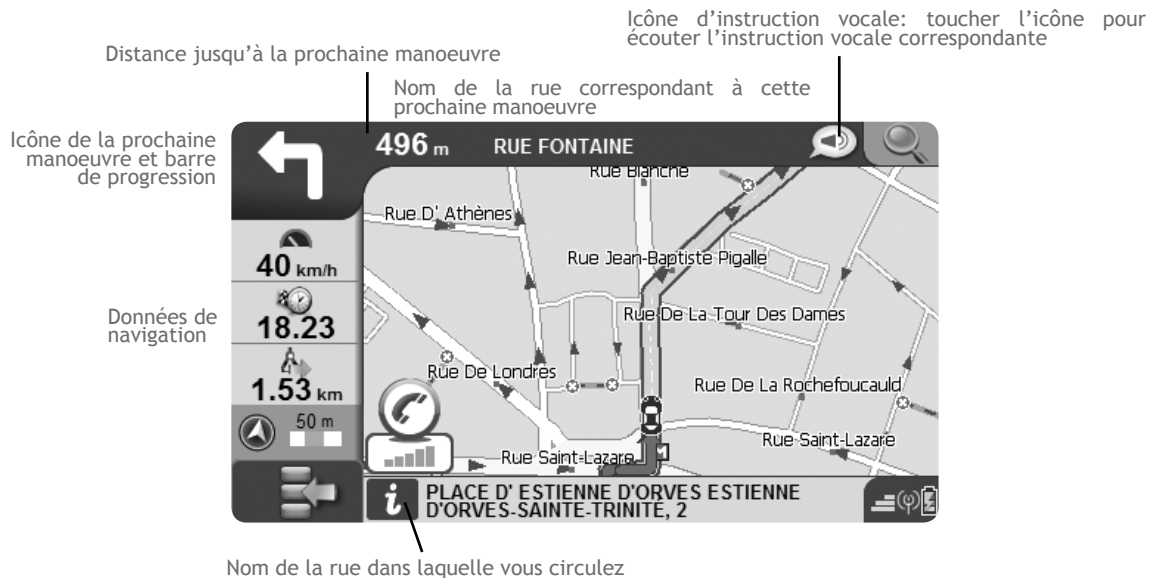 Icône d'instruction vocale: toucher l'icône pour
écouter l'instruction vocale correspondante
Distance jusqu'à la prochaine manoeuvre
Nom de la rue correspondant à cette
prochaine manoeuvre
Icône de la prochaine
manoeuvre et barre
de progression
496 m RUE FONTAINE
Rue Blanche
Rue D' Athènes
Rue Jean-Baptiste Pigalle
40 km/h
Données de
navigation
18.23
Rue De La Tour Des Dames
1.53 km
Rue De Londres
Rue De La Rochefoucauld
50 m
Rue Saint-Lazare
Rue Saint-Lazare
M
i
PLACE D' ESTIENNE D'ORVES ESTIENNE
D'ORVES-SAINTE-TRINITE, 2
Nom de la rue dans laquelle vous circulez